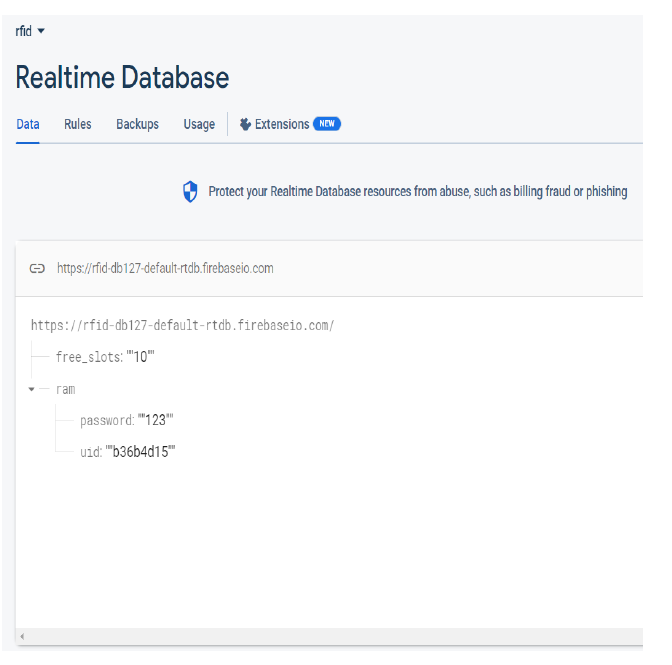 rfid
Realtime Database
Data Rules Backups Usage Extensions NEW
Protect your Realtime Database resources from abuse, such as billing fraud or phishing
https://rfid-db127-default-rtdb.firebaseio.com
https://rfid-db127-default-rtdb.firebaseio.com/
free_slots: ""10""
ram
password: ""123""
uid: ""b36b4d15""